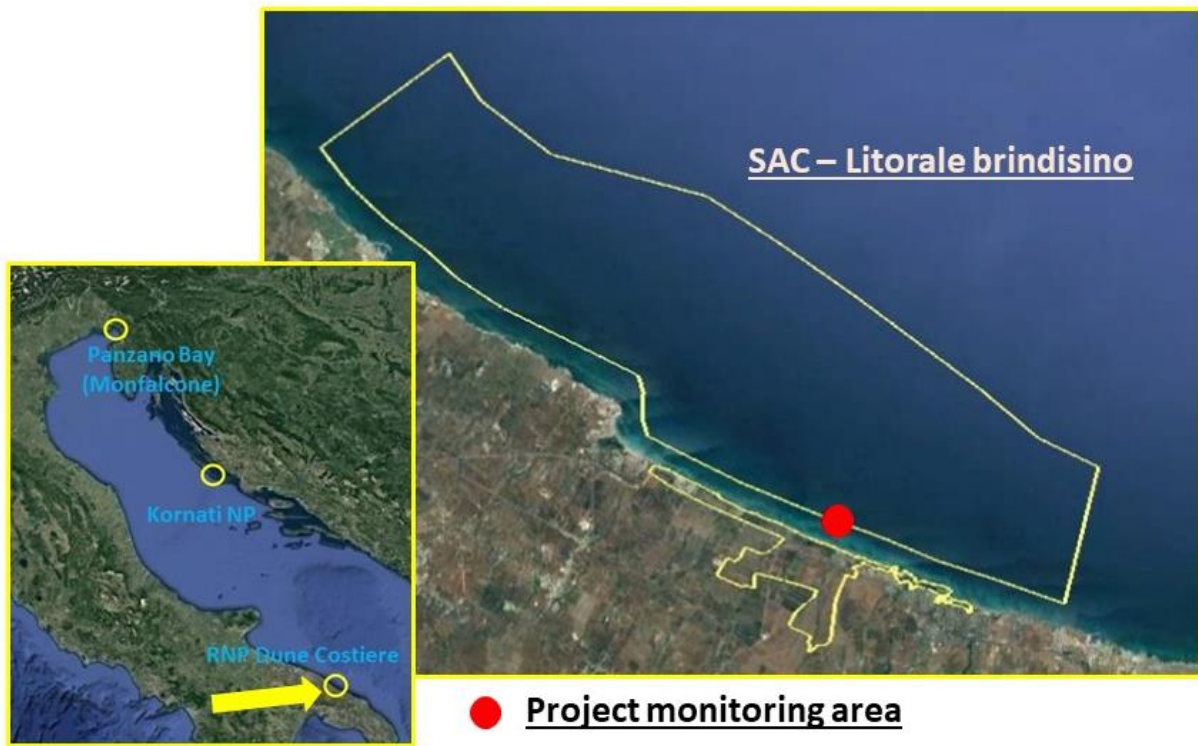 SAC – Litorale brindisino
Panzano Bay
(Monfalcone)
Kornati NP
RNP Dune Costiere
Project monitoring area